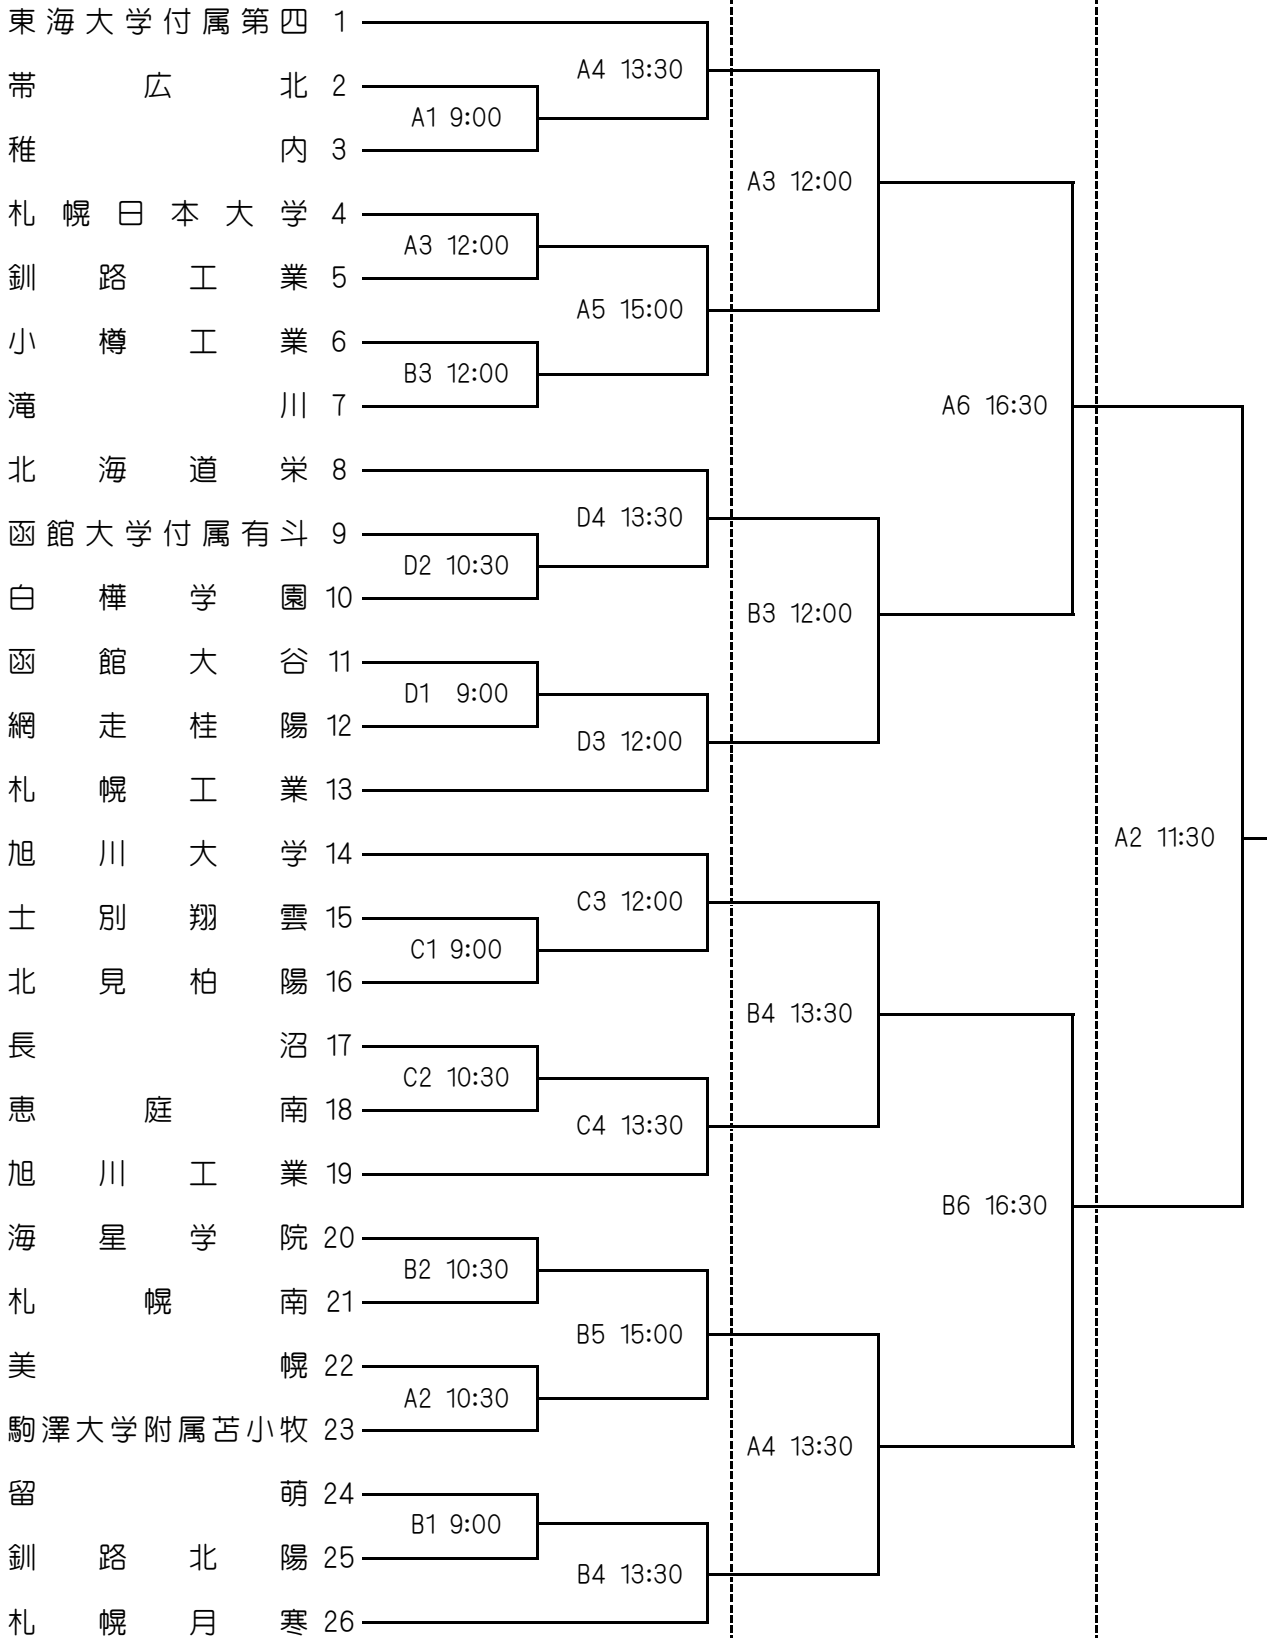 東海大学付属第四 1
A4 13:30
帯広北 2
A1 9:00
稚内 3
A3 12:00
札幌日本大学 4
A3 12:00
釧路工業 5
A5 15:00
小樽工業 6
B3 12:00
滝川 7
A6 16:30
北海道栄 8
D4 13:30
函館大学付属有斗 9
D2 10:30
白樺学園 10
B3 12:00
函館大谷 11
D1 9:00
網走桂陽 12
D3 12:00
札幌工業 13
A2 11:30
旭川大学 14
C3 12:00
士別翔雲 15
C1 9:00
北見柏陽 16
B4 13:30
長沼 17
C2 10:30
恵庭南 18
C4 13:30
旭川工業 19
B6 16:30
海星学院 20
B2 10:30
札幌南 21
B5 15:00
美幌 22
A2 10:30
駒澤大学附属苫小牧 23
A4 13:30
留萌 24
B1 9:00
釧路北陽 25
B4 13:30
札幌月寒 26